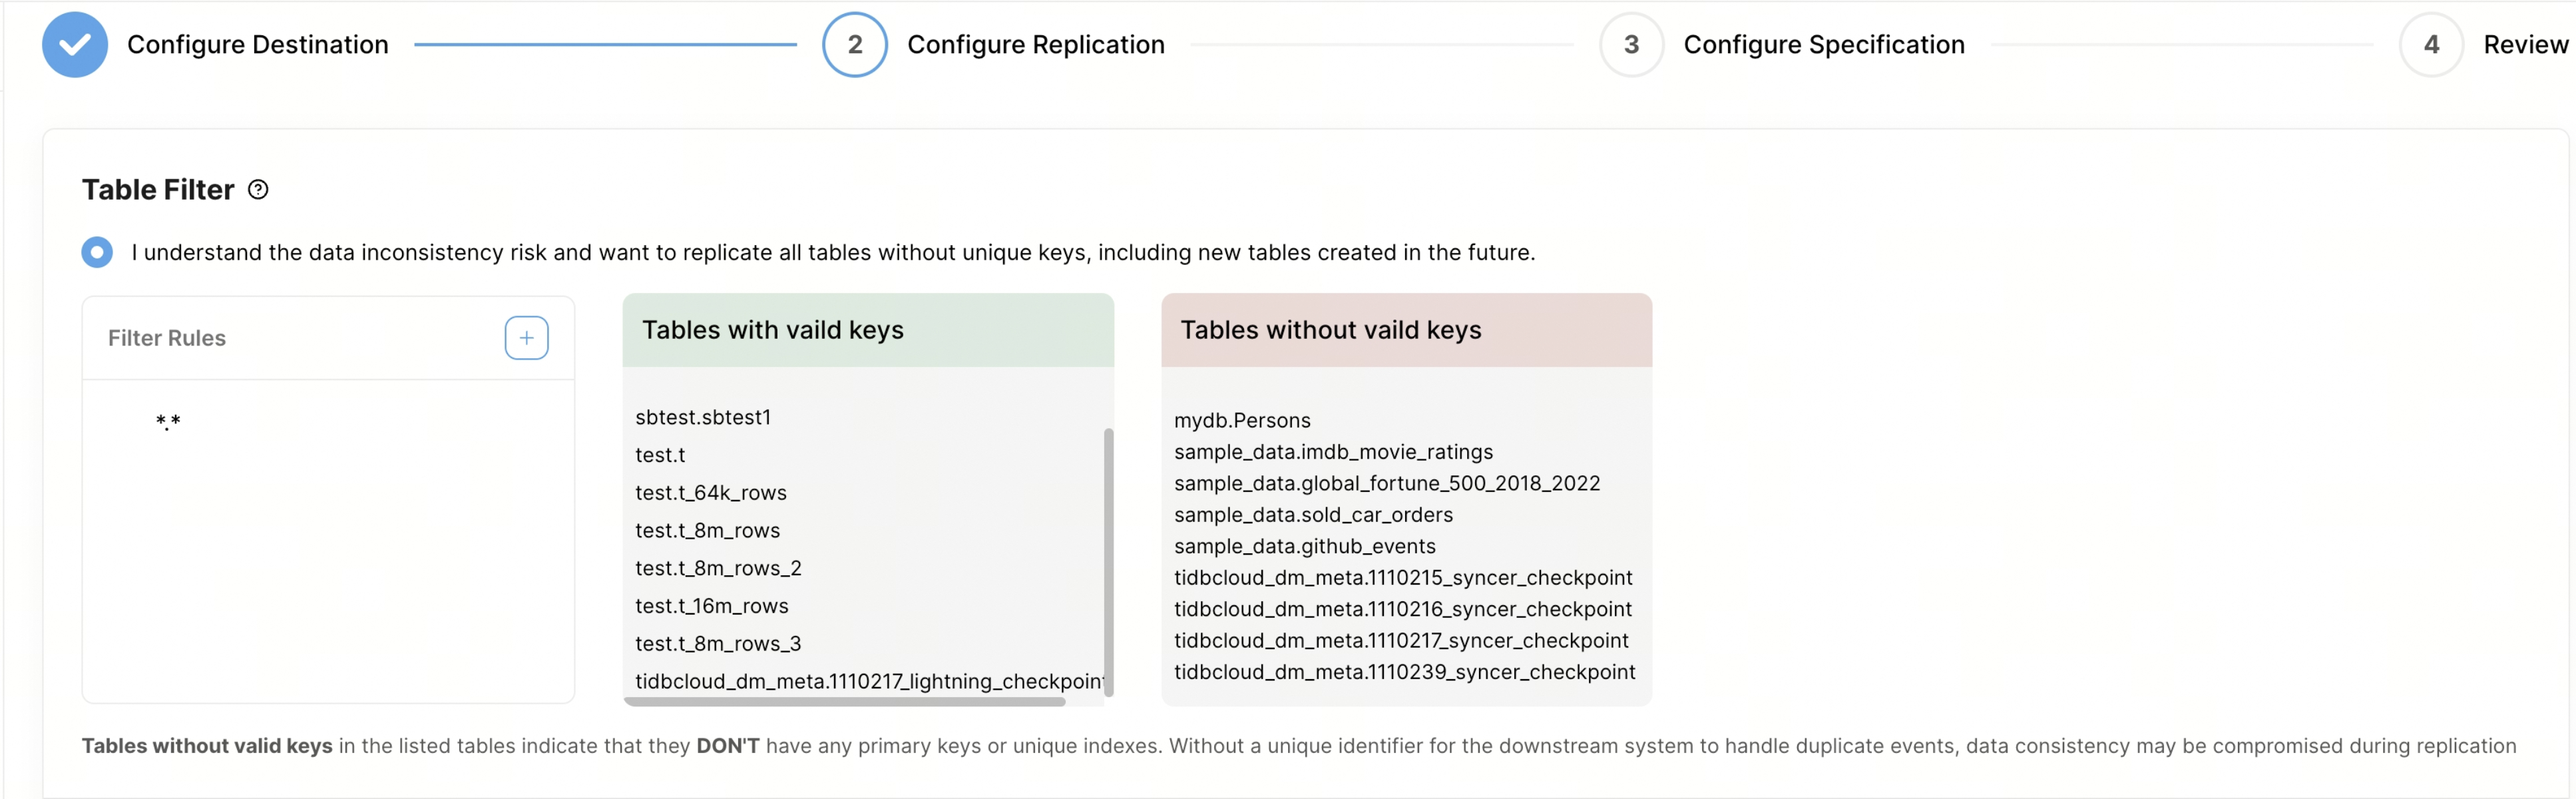 Configure Destination
2 Configure Replication
3 Configure Specification
4 Review
Table Filter ?
I understand the data inconsistency risk and want to replicate all tables without unique keys, including new tables created in the future.
Filter Rules +
*.*
Tables with vaild keys
sbtest.sbtest1
test.t
test.t_64k_rows
test.t_8m_rows
test.t_8m_rows_2
test.t_16m_rows
test.t_8m_rows_3
tidbcloud_dm_meta.1110217_lightning_checkpoint
Tables without vaild keys
mydb.Persons
sample_data.imdb_movie_ratings
sample_data.global_fortune_500_2018_2022
sample_data.sold_car_orders
sample_data.github_events
tidbcloud_dm_meta.1110215_syncer_checkpoint
tidbcloud_dm_meta.1110216_syncer_checkpoint
tidbcloud_dm_meta.1110217_syncer_checkpoint
tidbcloud_dm_meta.1110239_syncer_checkpoint
Tables without valid keys in the listed tables indicate that they DON'T have any primary keys or unique indexes. Without a unique identifier for the downstream system to handle duplicate events, data consistency may be compromised during replication